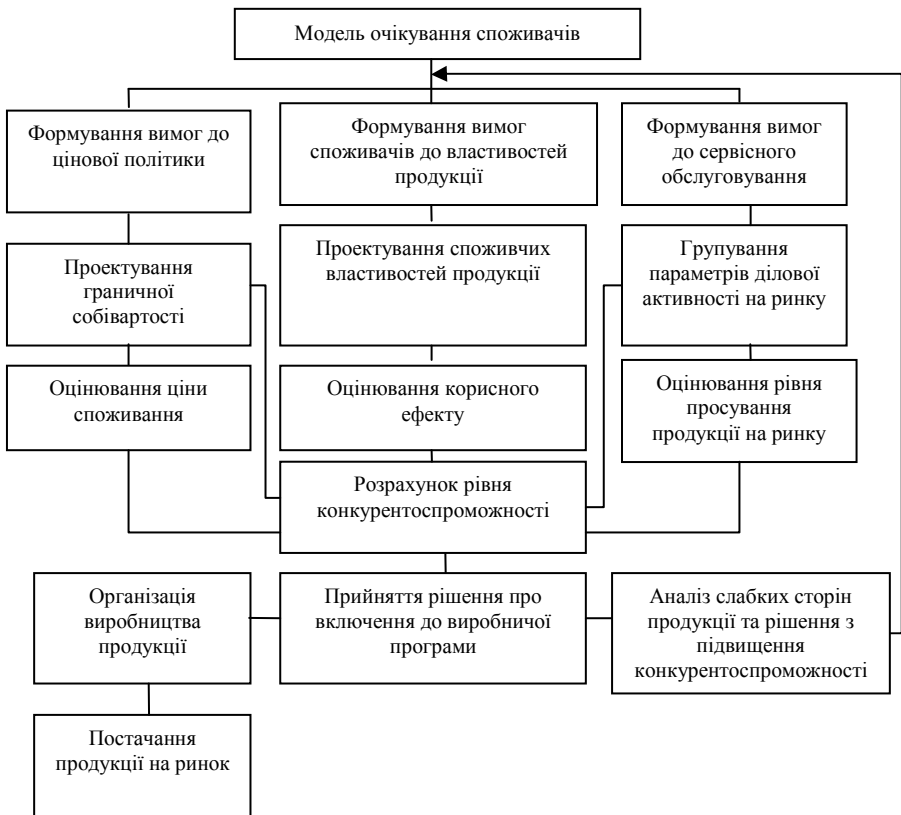 Модель очікування споживачів
Формування вимог до
цінової політики
Формування вимог
споживачів до властивостей
продукції
Формування вимог
до сервісного
обслуговування
Проектування
граничної
собівартості
Проектування споживчих
властивостей продукції
Групування
параметрів ділової
активності на ринку
Оцінювання ціни
споживання
Оцінювання корисного
ефекту
Оцінювання рівня
просування
продукції на ринку
Розрахунок рівня
конкурентоспроможності
Організація
виробництва
продукції
Прийняття рішення про
включення до виробничої
програми
Аналіз слабких сторін
продукції та рішення з
підвищення
конкурентоспроможності
Постачання
продукції на ринок